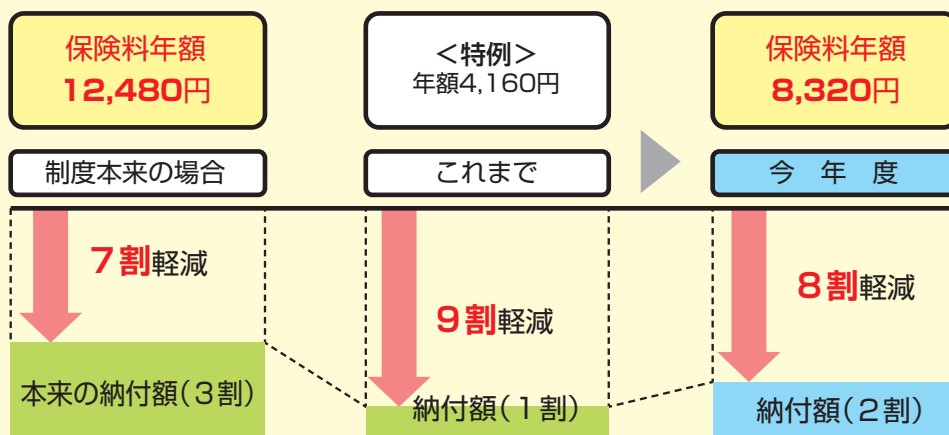 保険料年額
12,480円
<特例>
年額4,160円
保険料年額
8,320円
制度本来の場合
これまで
今 年 度
7割軽減
9割軽減
8割軽減
本来の納付額(3割)
納付額(1割)
納付額(2割)